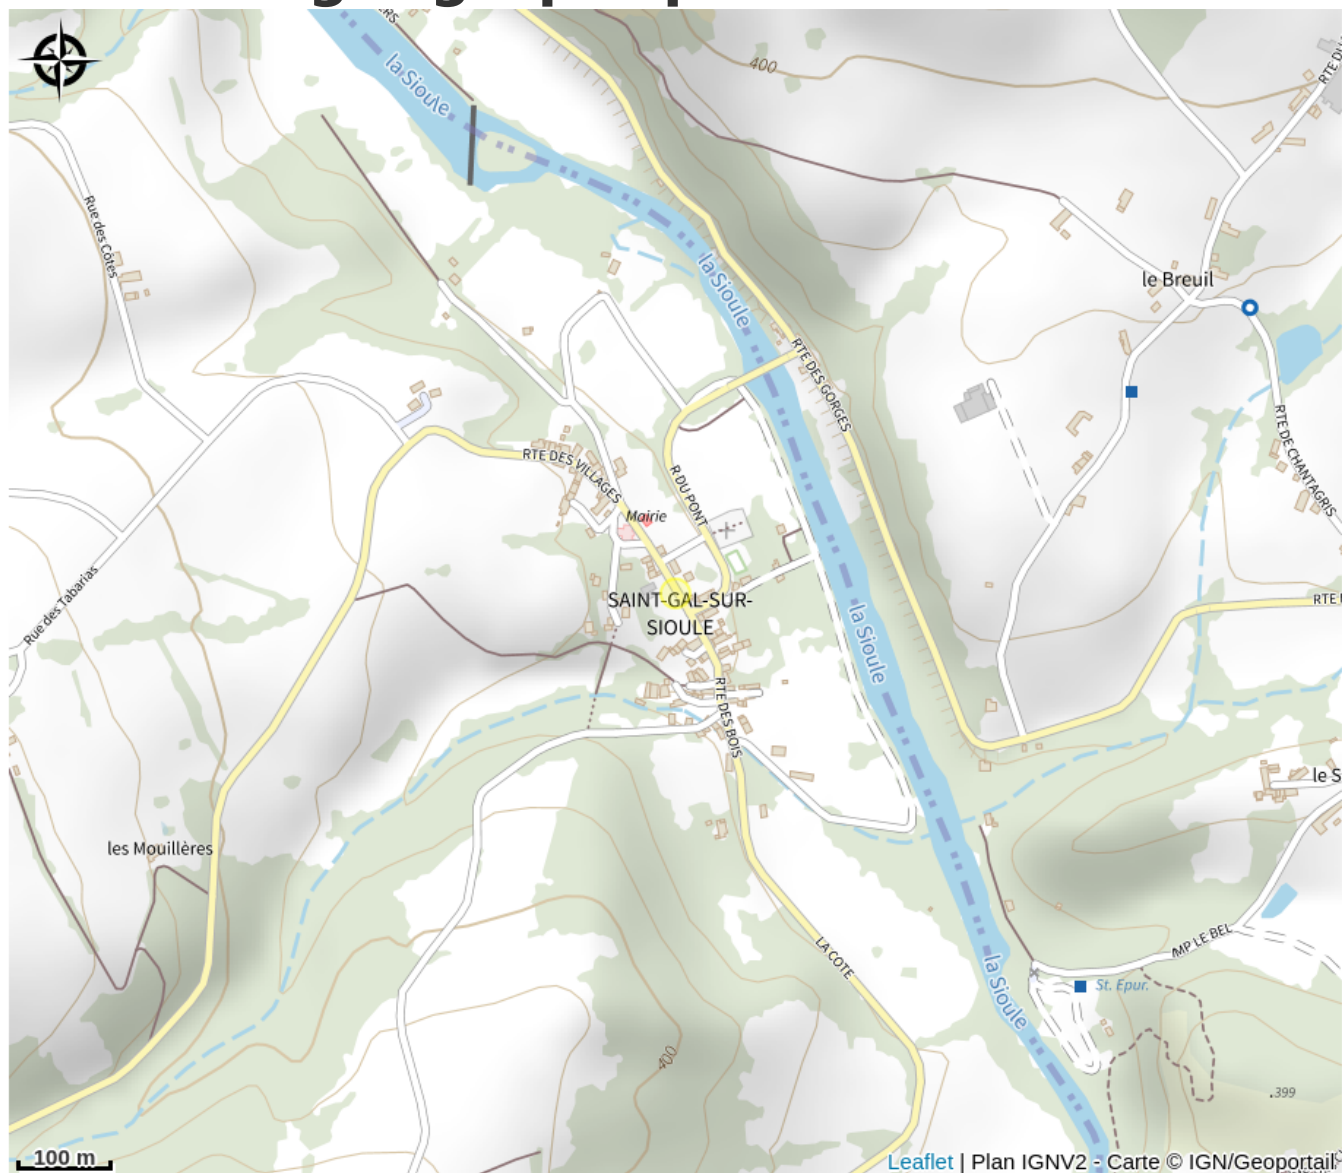 la Sioule
400
Rue des Côtes
la Sioule
le Breuil
RTE DES GORGES
RTE DES VILLAGES
R DU PONT
Mairie
RTE DE CHANTAGRIS
Rue des Tabarias
SAINT-GAL-SUR-
SIOULE
la Sioule
RTE DES BOIS
les Mouillères
LA COTE
IMP LE BEL
la Sioule
St. Epur.
400
.399
100 m
Leaflet | Plan IGNV2 - Carte © IGN/Geoportail